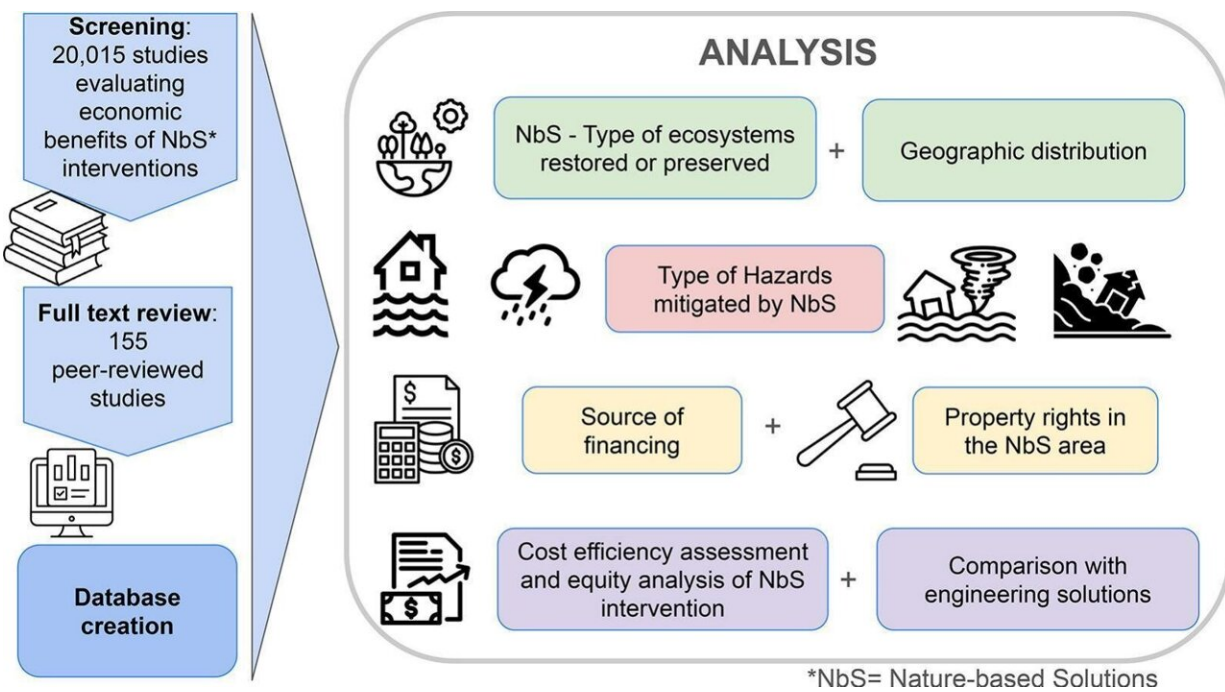 Screening:
20,015 studies
evaluating
economic
benefits of NbS*
interventions
Full text review:
155
peer-reviewed
studies
Database
creation
ANALYSIS
NbS - Type of ecosystems
restored or preserved
+
Geographic distribution
Type of Hazards
mitigated by NbS
$
$
Source of
financing
+
Property rights in
the NbS area
$
Cost efficiency assessment
and equity analysis of NbS
intervention
+
Comparison with
engineering solutions
*NbS= Nature-based Solutions